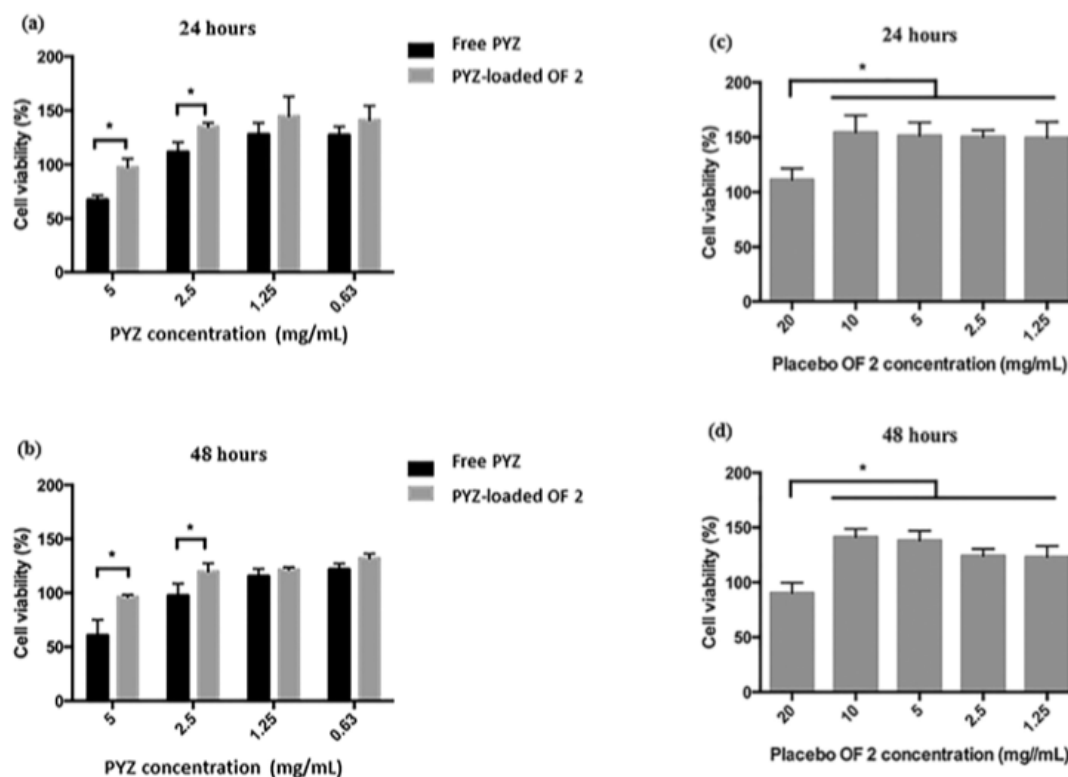 (a)
24 hours
Free PYZ
PYZ-loaded OF 2
Cell viability (%)
200
150
100
50
0
*
*
5
2.5
1.25
0.63
PYZ concentration (mg/mL)
(c)
24 hours
Cell viability (%)
200
150
100
50
0
*
20
10
5
2.5
1.25
Placebo OF 2 concentration (mg/mL)
(b)
48 hours
Free PYZ
PYZ-loaded OF 2
Cell viability (%)
200
150
100
50
0
*
*
5
2.5
1.25
0.63
PYZ concentration (mg/mL)
(d)
48 hours
Cell viability (%)
200
150
100
50
0
*
20
10
5
2.5
1.25
Placebo OF 2 concentration (mg//mL)